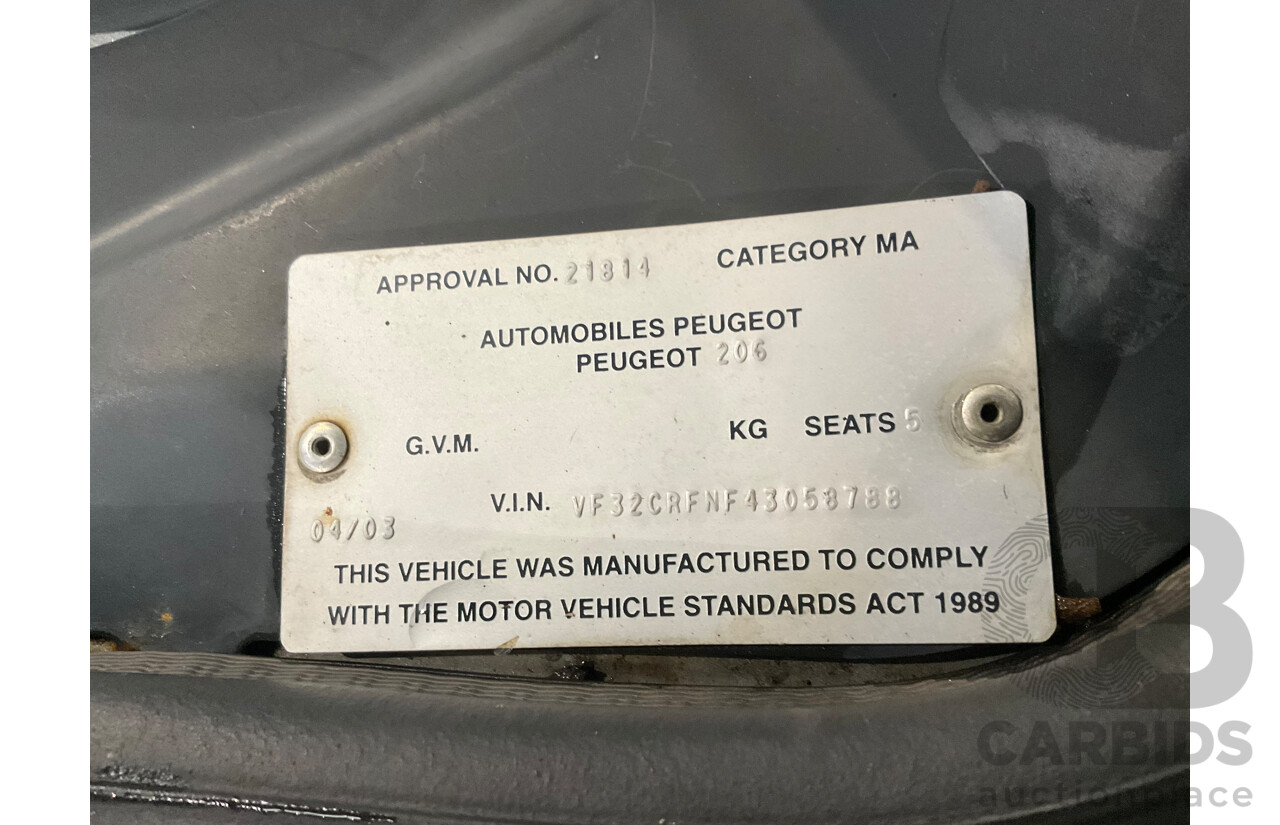 APPROVAL NO. 21814 CATEGORY MA
AUTOMOBILES PEUGEOT
PEUGEOT 206
G.V.M. KG SEATS 5
V.I.N. VF32CRFNF43058788
04/03
THIS VEHICLE WAS MANUFACTURED TO COMPLY
WITH THE MOTOR VEHICLE STANDARDS ACT 1989
CARBIDS
auctionplace